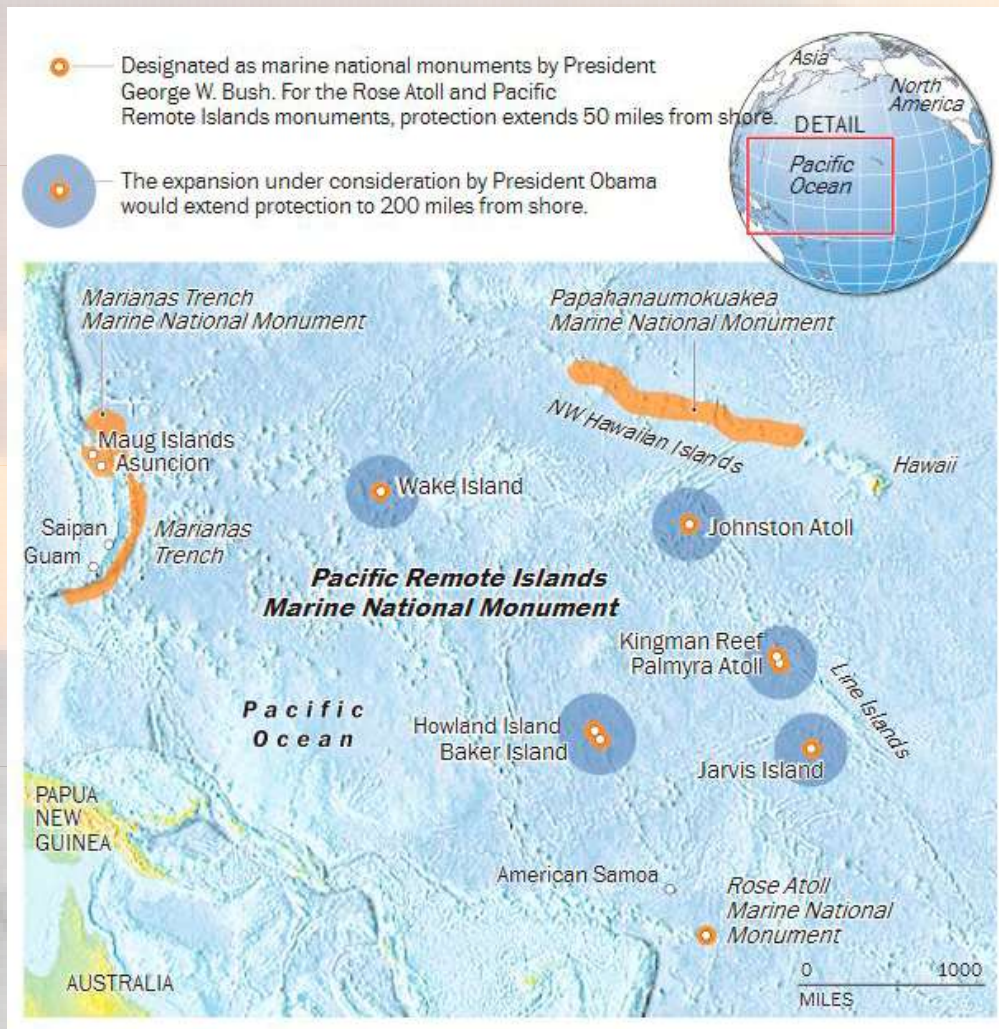 Designated as marine national monuments by President
George W. Bush. For the Rose Atoll and Pacific
Remote Islands monuments, protection extends 50 miles from shore.
The expansion under consideration by President Obama
would extend protection to 200 miles from shore.
Asia
North
America
DETAIL
Pacific
Ocean
Marianas Trench
Marine National Monument
Papahanaumokuakea
Marine National Monument
NW Hawaiian Islands
Hawaii
Maug Islands
Asuncion
Wake Island
Johnston Atoll
Saipan
Guam
Marianas
Trench
Pacific Remote Islands
Marine National Monument
Kingman Reef
Palmyra Atoll
Line Islands
Pacific
Ocean
Howland Island
Baker Island
Jarvis Island
PAPUA
NEW
GUINEA
American Samoa
Rose Atoll
Marine National
Monument
AUSTRALIA
0 1000
MILES